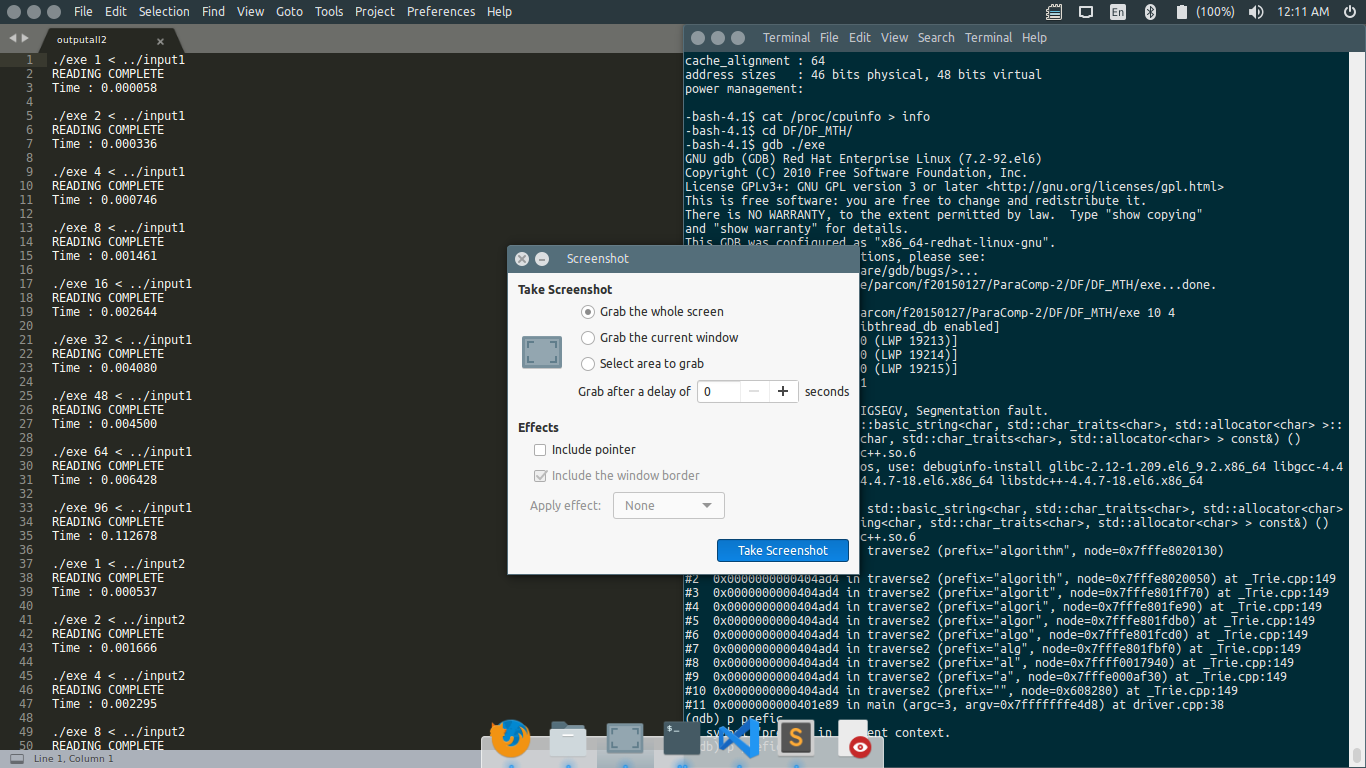 File Edit Selection Find View Goto Tools Project Preferences Help
En (100%) 12:11 AM
outputall2
1 ./exe 1 < ../input1
2 READING COMPLETE
3 Time : 0.000058
4
5 ./exe 2 < ../input1
6 READING COMPLETE
7 Time : 0.000336
8
9 ./exe 4 < ../input1
10 READING COMPLETE
11 Time : 0.000746
12
13 ./exe 8 < ../input1
14 READING COMPLETE
15 Time : 0.001461
16
17 ./exe 16 < ../input1
18 READING COMPLETE
19 Time : 0.002644
20
21 ./exe 32 < ../input1
22 READING COMPLETE
23 Time : 0.004080
24
25 ./exe 48 < ../input1
26 READING COMPLETE
27 Time : 0.004500
28
29 ./exe 64 < ../input1
30 READING COMPLETE
31 Time : 0.006428
32
33 ./exe 96 < ../input1
34 READING COMPLETE
35 Time : 0.112678
36
37 ./exe 1 < ../input2
38 READING COMPLETE
39 Time : 0.000537
40
41 ./exe 2 < ../input2
42 READING COMPLETE
43 Time : 0.001666
44
45 ./exe 4 < ../input2
46 READING COMPLETE
47 Time : 0.002295
48
49 ./exe 8 < ../input2
50 READING COMPLETE
Line 1, Column 1
Terminal File Edit View Search Terminal Help
cache_alignment : 64
address sizes : 46 bits physical, 48 bits virtual
power management:
-bash-4.1$ cat /proc/cpuinfo > info
-bash-4.1$ cd DF/DF_MTH/
-bash-4.1$ gdb ./exe
GNU gdb (GDB) Red Hat Enterprise Linux (7.2-92.el6)
Copyright (C) 2010 Free Software Foundation, Inc.
License GPLv3+: GNU GPL version 3 or later <http://gnu.org/licenses/gpl.html>
This is free software: you are free to change and redistribute it.
There is NO WARRANTY, to the extent permitted by law. Type "show copying"
and "show warranty" for details.
This GDB was configured as "x86_64-redhat-linux-gnu".
tions, please see:
are/gdb/bugs/>...
e/parcom/f20150127/ParaComp-2/DF/DF_MTH/exe...done.
arcom/f20150127/ParaComp-2/DF/DF_MTH/exe 10 4
ibthread_db enabled]
0 (LWP 19213)]
0 (LWP 19214)]
0 (LWP 19215)]
1
IGSEGV, Segmentation fault.
::basic_string<char, std::char_traits<char>, std::allocator<char> >::
char, std::char_traits<char>, std::allocator<char> > const&) ()
c++.so.6
os, use: debuginfo-install glibc-2.12-1.209.el6_9.2.x86_64 libgcc-4.4
4.4.7-18.el6.x86_64 libstdc++-4.4.7-18.el6.x86_64
std::basic_string<char, std::char_traits<char>, std::allocator<char>
ing<char, std::char_traits<char>, std::allocator<char> > const&) ()
c++.so.6
traverse2 (prefix="algorithm", node=0x7fffe8020130)
#2 0x0000000000404ad4 in traverse2 (prefix="algorith", node=0x7fffe8020050) at _Trie.cpp:149
#3 0x0000000000404ad4 in traverse2 (prefix="algorit", node=0x7fffe801ff70) at _Trie.cpp:149
#4 0x0000000000404ad4 in traverse2 (prefix="algori", node=0x7fffe801fe90) at _Trie.cpp:149
#5 0x0000000000404ad4 in traverse2 (prefix="algor", node=0x7fffe801fdb0) at _Trie.cpp:149
#6 0x0000000000404ad4 in traverse2 (prefix="algo", node=0x7fffe801fcd0) at _Trie.cpp:149
#7 0x0000000000404ad4 in traverse2 (prefix="alg", node=0x7fffe801fbf0) at _Trie.cpp:149
#8 0x0000000000404ad4 in traverse2 (prefix="al", node=0x7ffff0017940) at _Trie.cpp:149
#9 0x0000000000404ad4 in traverse2 (prefix="a", node=0x7fffe000af30) at _Trie.cpp:149
#10 0x0000000000404ad4 in traverse2 (prefix="", node=0x608280) at _Trie.cpp:149
#11 0x0000000000401e89 in main (argc=3, argv=0x7fffffffe4d8) at driver.cpp:38
(gdb) p prefic
in
ent context.
Screenshot
Take Screenshot
Grab the whole screen
Grab the current window
Select area to grab
Grab after a delay of 0 seconds
Effects
Include pointer
Include the window border
Apply effect: None
Take Screenshot